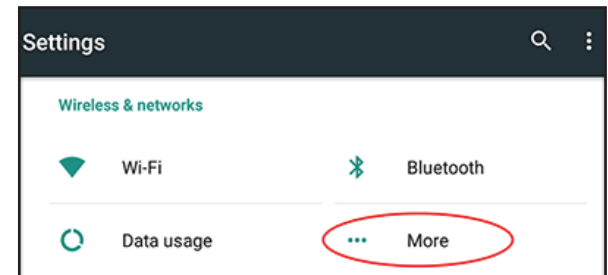 Settings
Wireless & networks
Wi-Fi
Bluetooth
Data usage
More